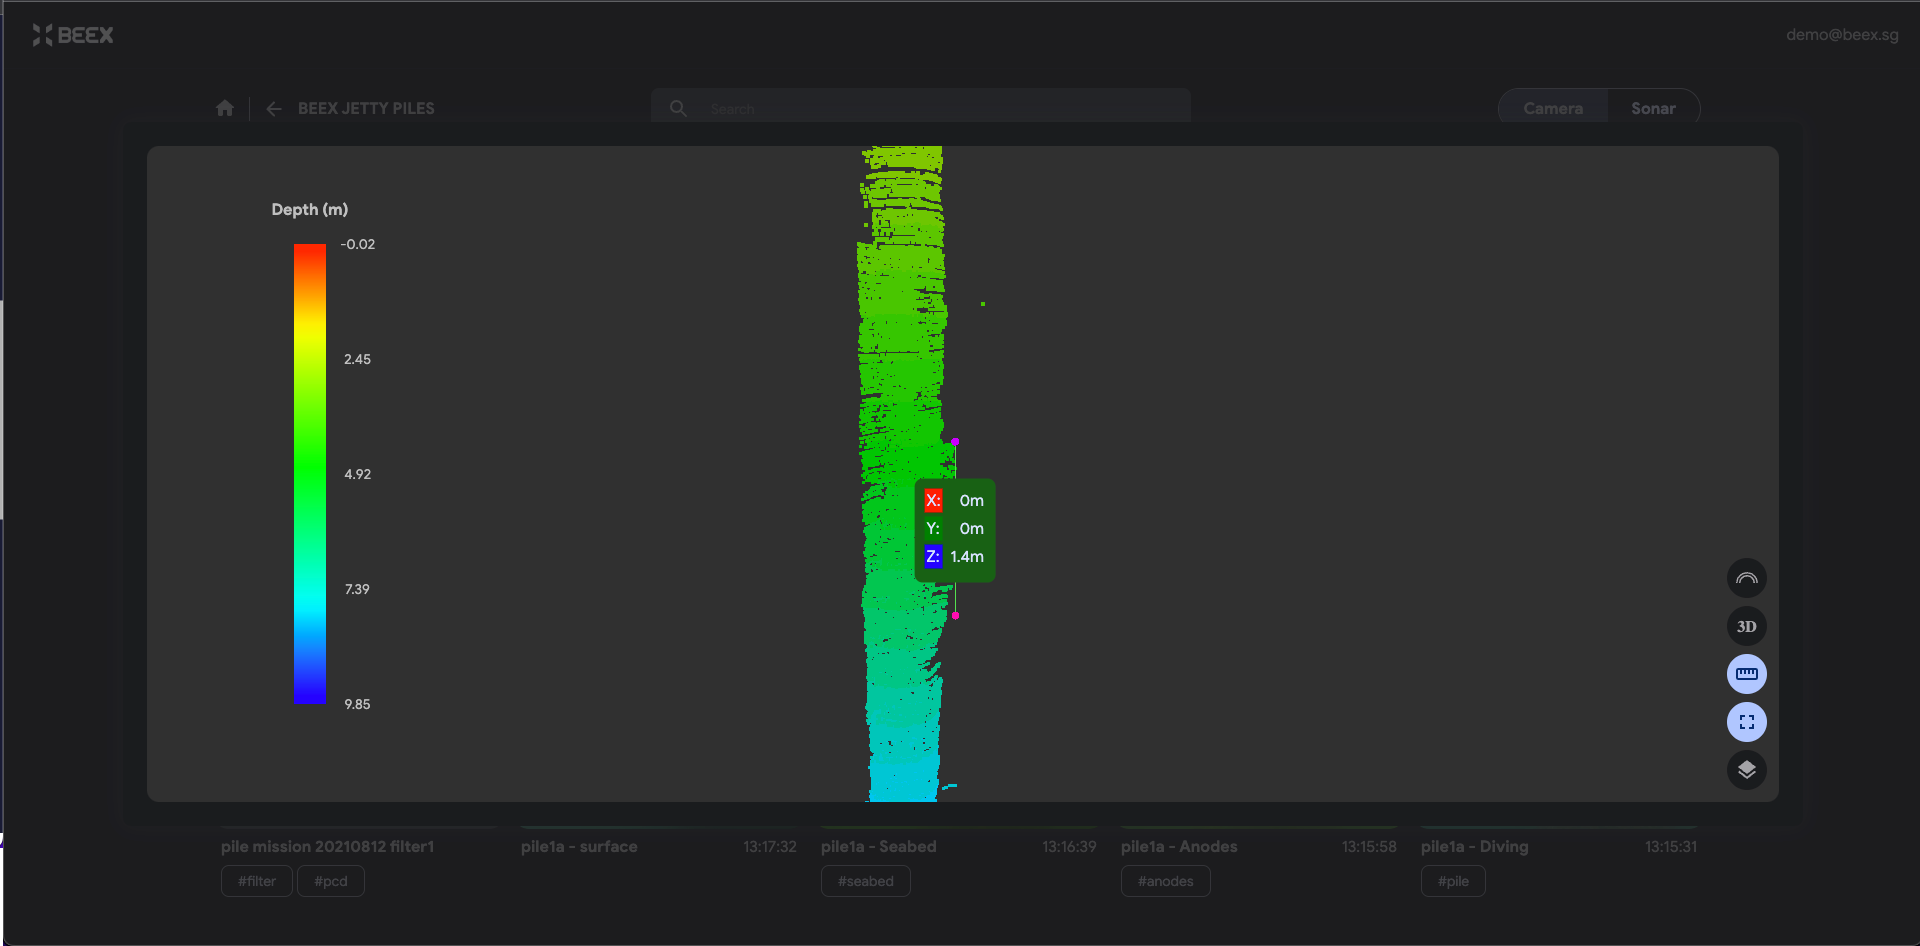 BEEX
demo@beex.sg
BEEX JETTY PILES
Search
Camera
Sonar
Depth (m)
-0.02
2.45
4.92
7.39
9.85
X: 0m
Y: 0m
Z: 1.4m
3D
pile mission 20210812 filter1
#filter #pcd
pile1a - surface 13:17:32
pile1a - Seabed 13:16:39
#seabed
pile1a - Anodes 13:15:58
#anodes
pile1a - Diving 13:15:31
#pile